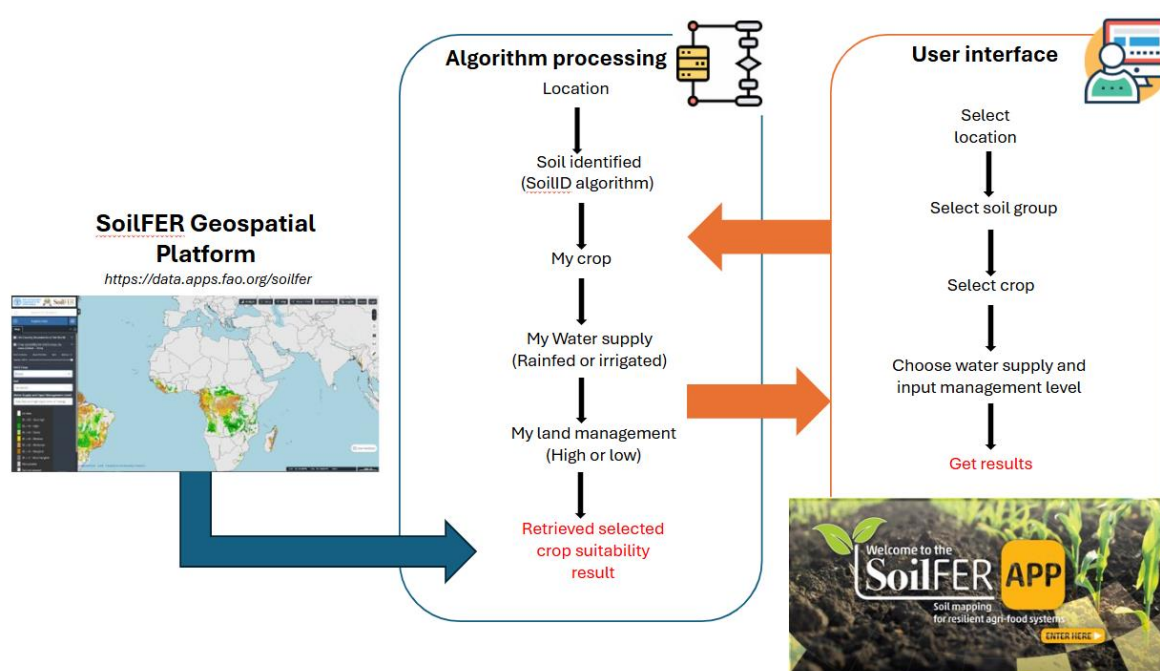 SoilFER Geospatial
Platform
https://data.apps.fao.org/soilfer
Algorithm processing
Location
Soil identified
(SoilID algorithm)
My crop
My Water supply
(Rainfed or irrigated)
My land management
(High or low)
Retrieved selected
crop suitability
result
User interface
Select
location
Select soil group
Select crop
Choose water supply and
input management level
Get results
Welcome to the
SoilFER APP
Soil mapping
for resilient agri-food systems
ENTER HERE